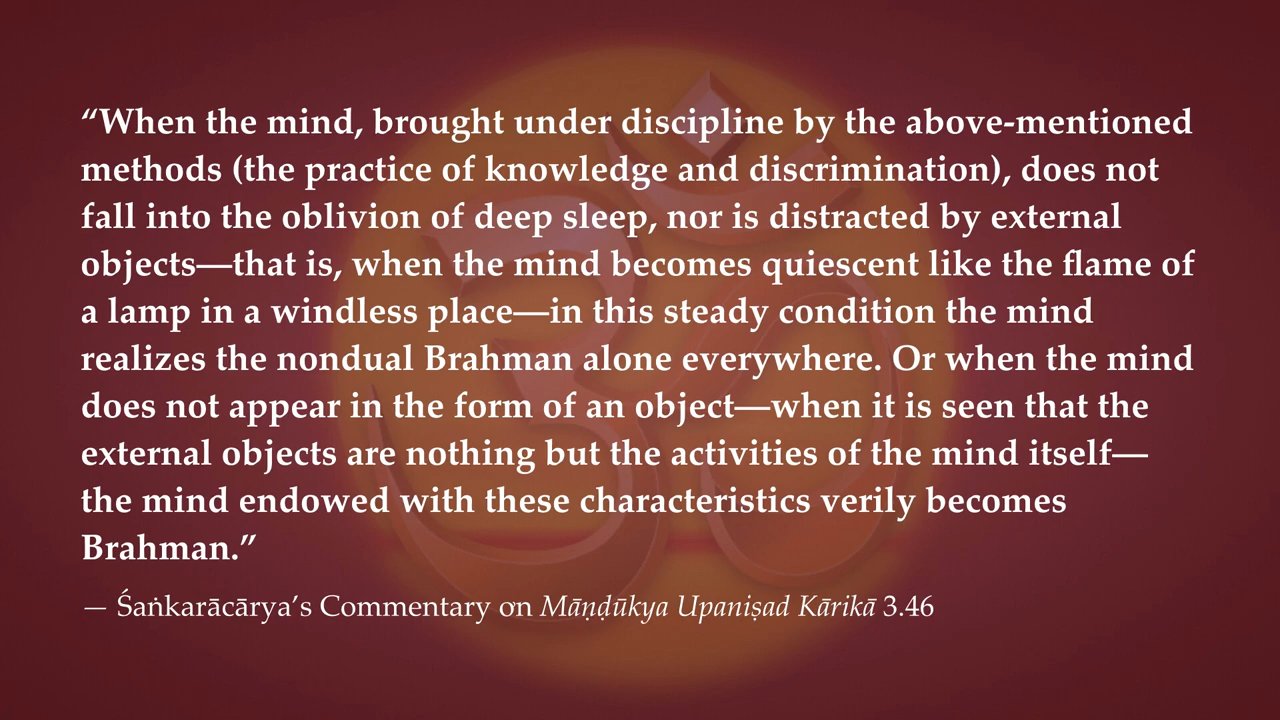 “When the mind, brought under discipline by the above-mentioned
methods (the practice of knowledge and discrimination), does not
fall into the oblivion of deep sleep, nor is distracted by external
objects—that is, when the mind becomes quiescent like the flame of
a lamp in a windless place—in this steady condition the mind
realizes the nondual Brahman alone everywhere. Or when the mind
does not appear in the form of an object—when it is seen that the
external objects are nothing but the activities of the mind itself—
the mind endowed with these characteristics verily becomes
Brahman.”
— Śaṅkarācārya’s Commentary on Māṇḍūkya Upaniṣad Kārikā 3.46
ॐ